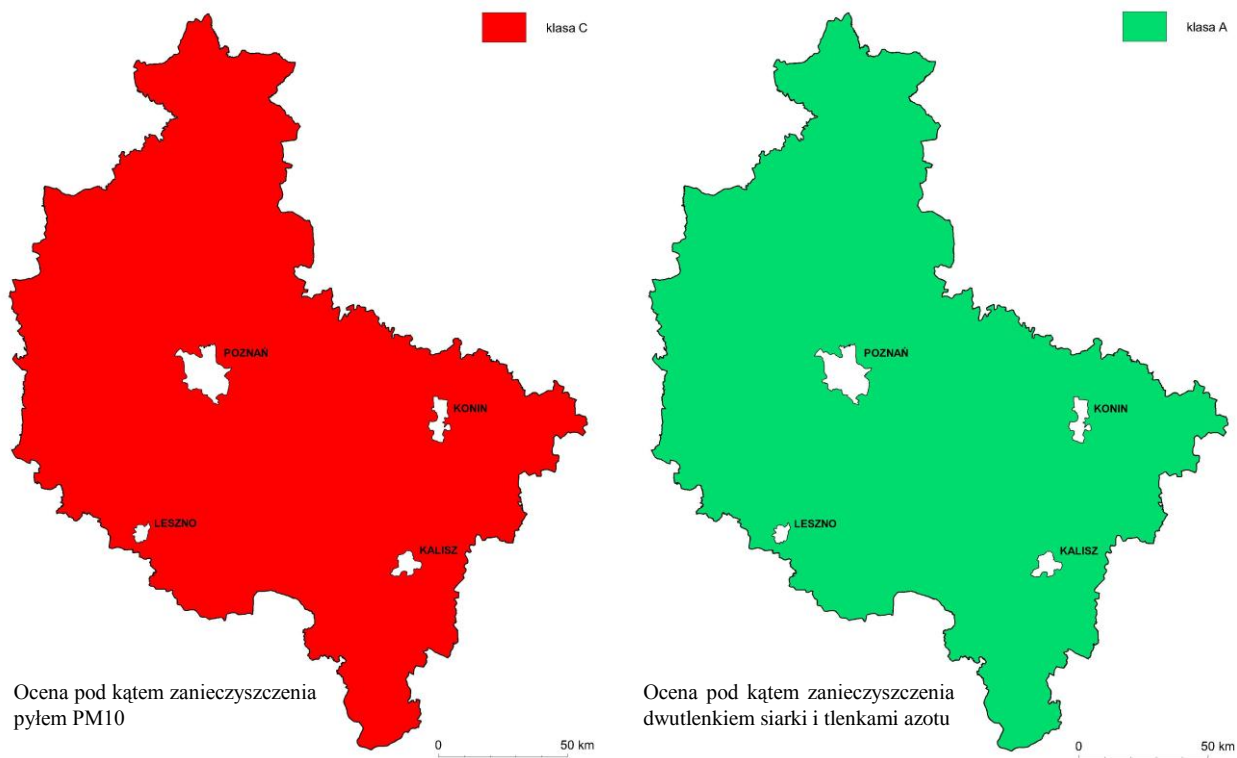 klasa C
POZNAŃ
KONIN
LESZNO
KALISZ
Ocena pod kątem zanieczyszczenia
pyłem PM10
0 50 km
klasa A
POZNAŃ
KONIN
LESZNO
KALISZ
Ocena pod kątem zanieczyszczenia
dwutlenkiem siarki i tlenkami azotu
0 50 km